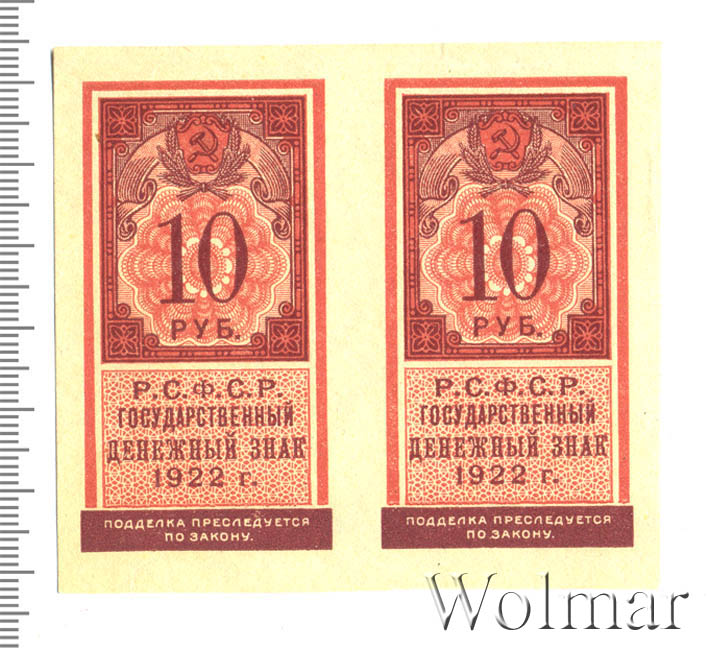 10
РУБ.
Р.С.Ф.С.Р.
ГОСУДАРСТВЕННЫЙ
ДЕНЕЖНЫЙ ЗНАК
1922 г.
ПОДДЕЛКА ПРЕСЛЕДУЕТСЯ
ПО ЗАКОНУ.
10
РУБ.
Р.С.Ф.С.Р.
ГОСУДАРСТВЕННЫЙ
ДЕНЕЖНЫЙ ЗНАК
1922 г.
ПОДДЕЛКА ПРЕСЛЕДУЕТСЯ
ПО ЗАКОНУ.
Wolmar